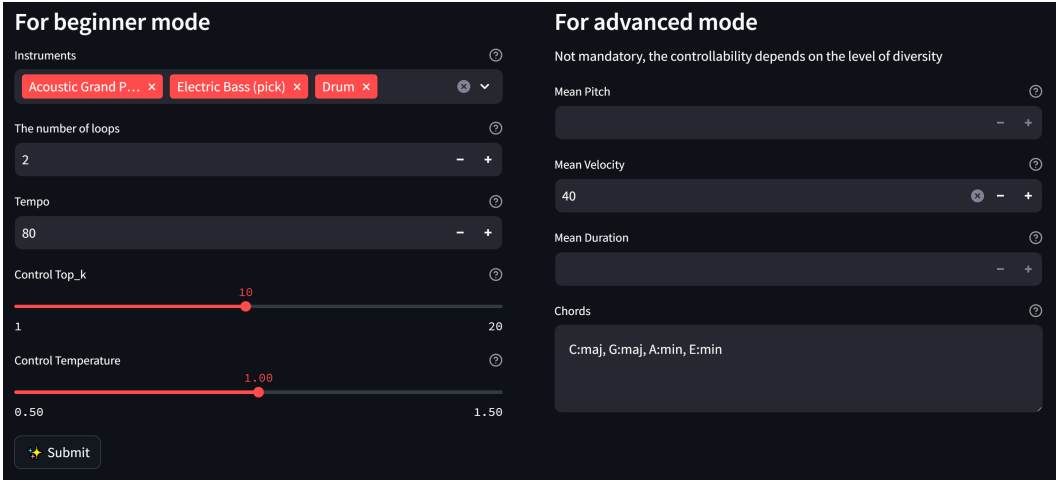 For beginner mode
Instruments
Acoustic Grand P... × Electric Bass (pick) × Drum ×
The number of loops
2
Tempo
80
Control Top_k
10
1 20
Control Temperature
1.00
0.50 1.50
✨ Submit
For advanced mode
Not mandatory, the controllability depends on the level of diversity
Mean Pitch
Mean Velocity
40
Mean Duration
Chords
C:maj, G:maj, A:min, E:min